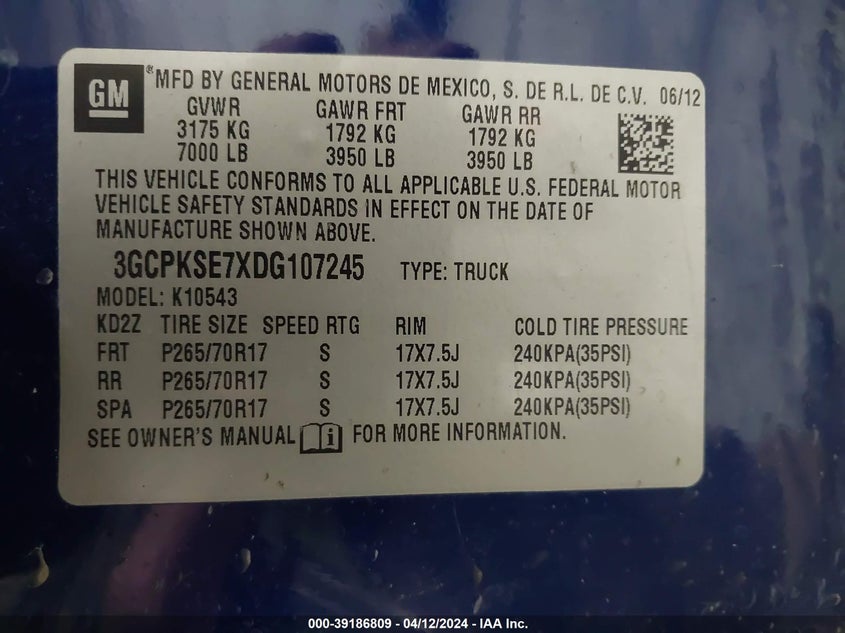 GM
® MFD BY GENERAL MOTORS DE MEXICO, S. DE R.L. DE C.V. 06/12
GVWR GAWR FRT GAWR RR
3175 KG 1792 KG 1792 KG
7000 LB 3950 LB 3950 LB
THIS VEHICLE CONFORMS TO ALL APPLICABLE U.S. FEDERAL MOTOR
VEHICLE SAFETY STANDARDS IN EFFECT ON THE DATE OF
MANUFACTURE SHOWN ABOVE.
3GCPKSE7XDG107245 TYPE: TRUCK
MODEL: K10543
KD2Z TIRE SIZE SPEED RTG RIM COLD TIRE PRESSURE
FRT P265/70R17 S 17X7.5J 240KPA(35PSI)
RR P265/70R17 S 17X7.5J 240KPA(35PSI)
SPA P265/70R17 S 17X7.5J 240KPA(35PSI)
SEE OWNER'S MANUAL i FOR MORE INFORMATION.
000-39186809 - 04/12/2024 - IAA Inc.